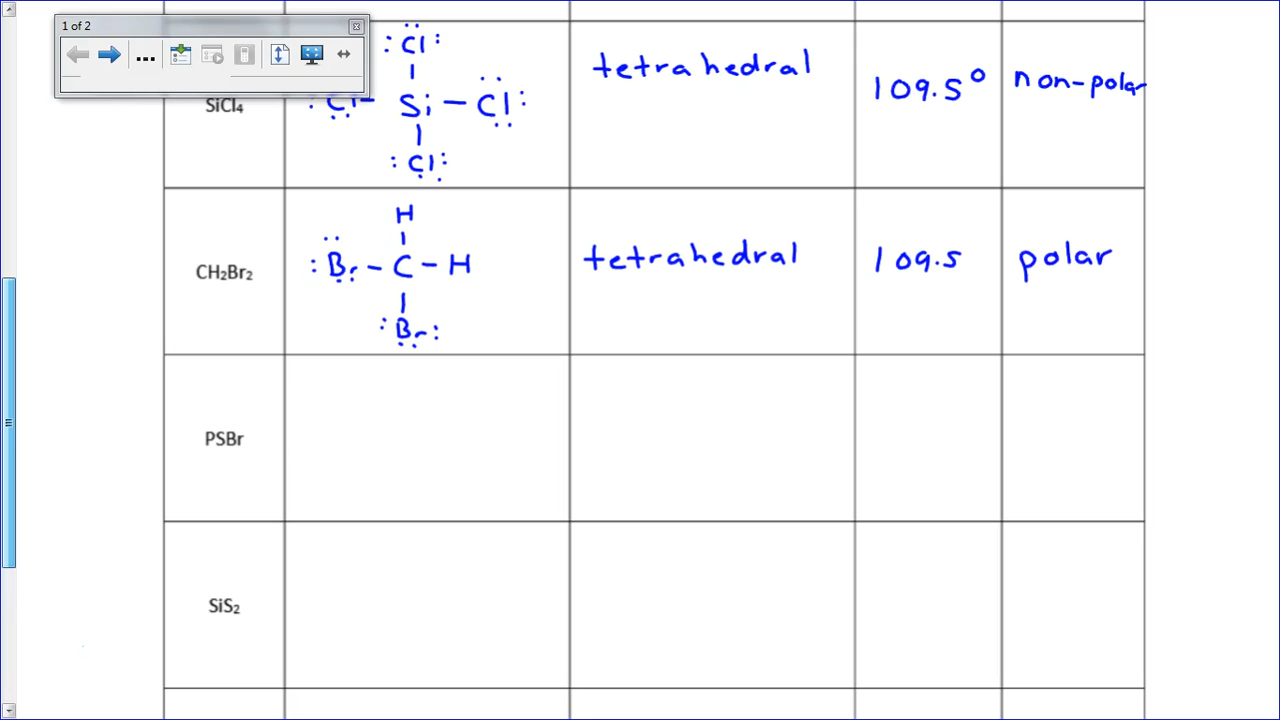 1 of 2
SiCl₄
:Cl:
:Cl – Si – Cl:
:Cl:
tetrahedral
109.5°
non-polar
CH₂Br₂
H
:Br – C – H
:Br:
tetrahedral
109.5
polar
PSBr
SiS₂